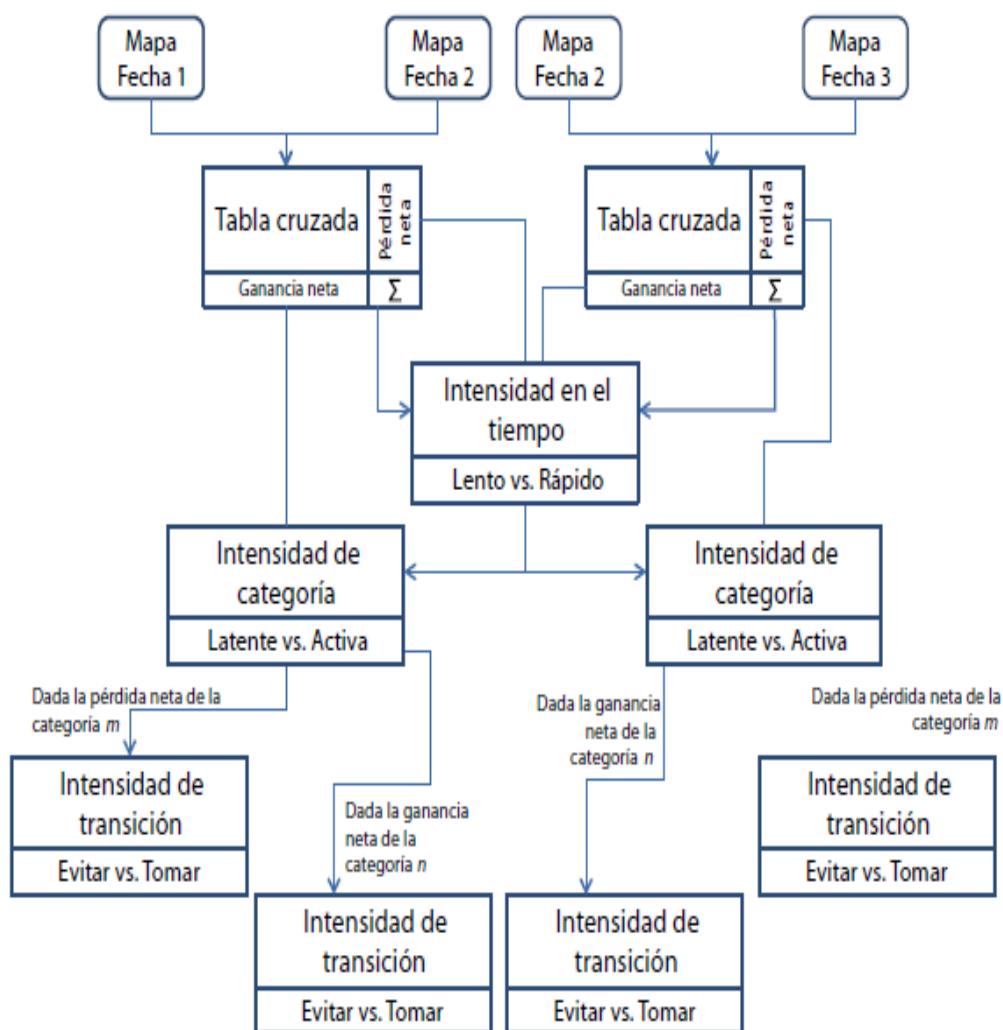 Mapa
Fecha 1
Mapa
Fecha 2
Mapa
Fecha 2
Mapa
Fecha 3
Tabla cruzada
Pérdida
neta
Ganancia neta
Σ
Tabla cruzada
Pérdida
neta
Ganancia neta
Σ
Intensidad en el
tiempo
Lento vs. Rápido
Intensidad de
categoría
Latente vs. Activa
Intensidad de
categoría
Latente vs. Activa
Dada la pérdida neta de la
categoría m
Dada la ganancia
neta de la
categoría n
Dada la pérdida neta de la
categoría m
Intensidad de
transición
Evitar vs. Tomar
Dada la ganancia
neta de la
categoría n
Intensidad de
transición
Evitar vs. Tomar
Intensidad de
transición
Evitar vs. Tomar
Intensidad de
transición
Evitar vs. Tomar